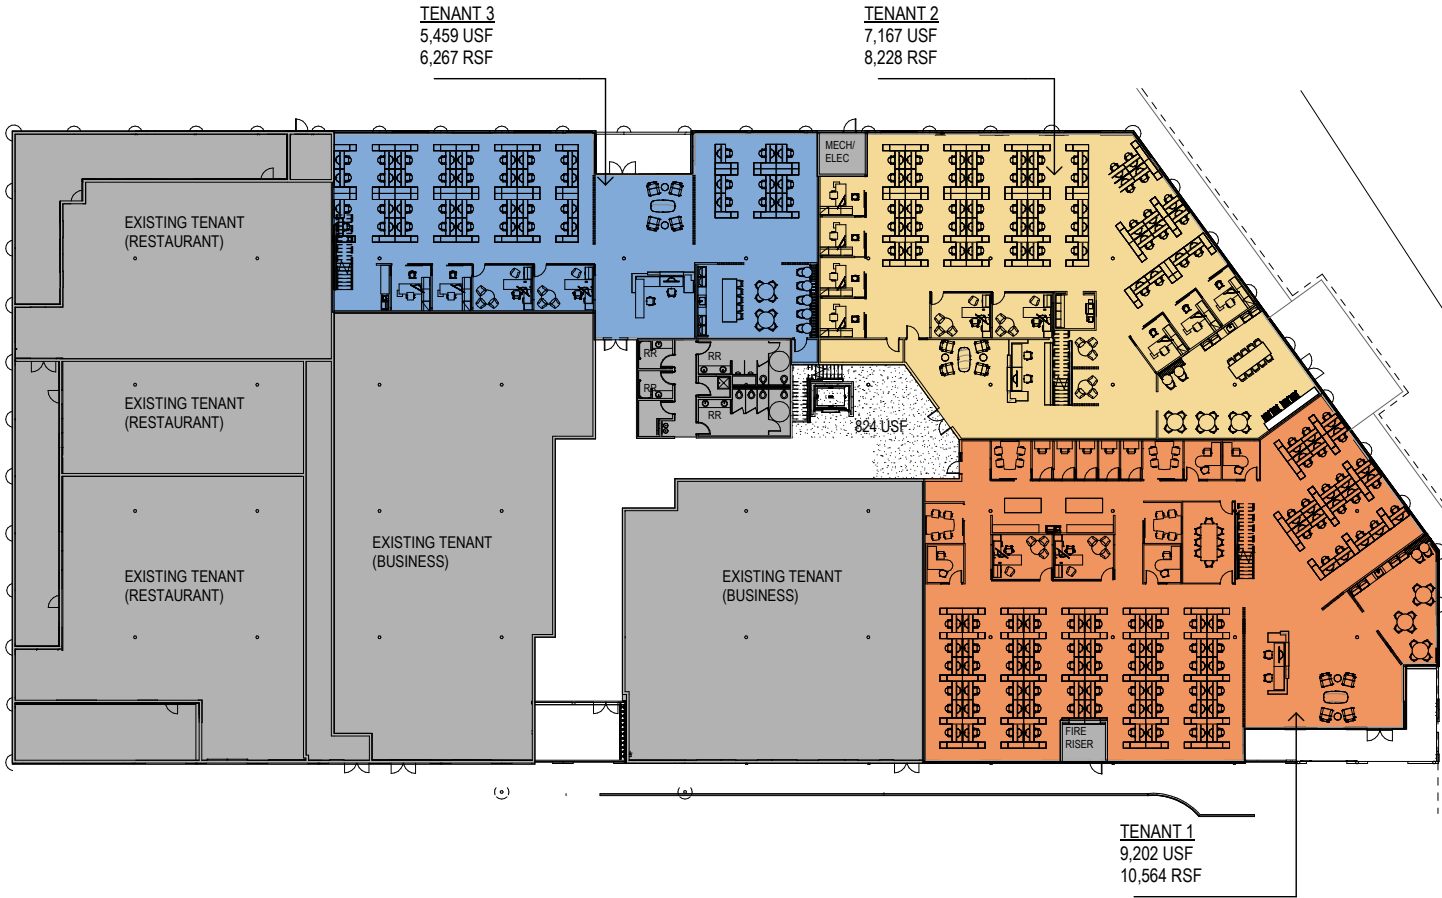 TENANT 3
5,459 USF
6,267 RSF
TENANT 2
7,167 USF
8,228 RSF
MECH/
ELEC
EXISTING TENANT
(RESTAURANT)
RR
RR
RR
RR
EXISTING TENANT
(RESTAURANT)
824 USF
EXISTING TENANT
(BUSINESS)
EXISTING TENANT
(RESTAURANT)
EXISTING TENANT
(BUSINESS)
FIRE
RISER
TENANT 1
9,202 USF
10,564 RSF